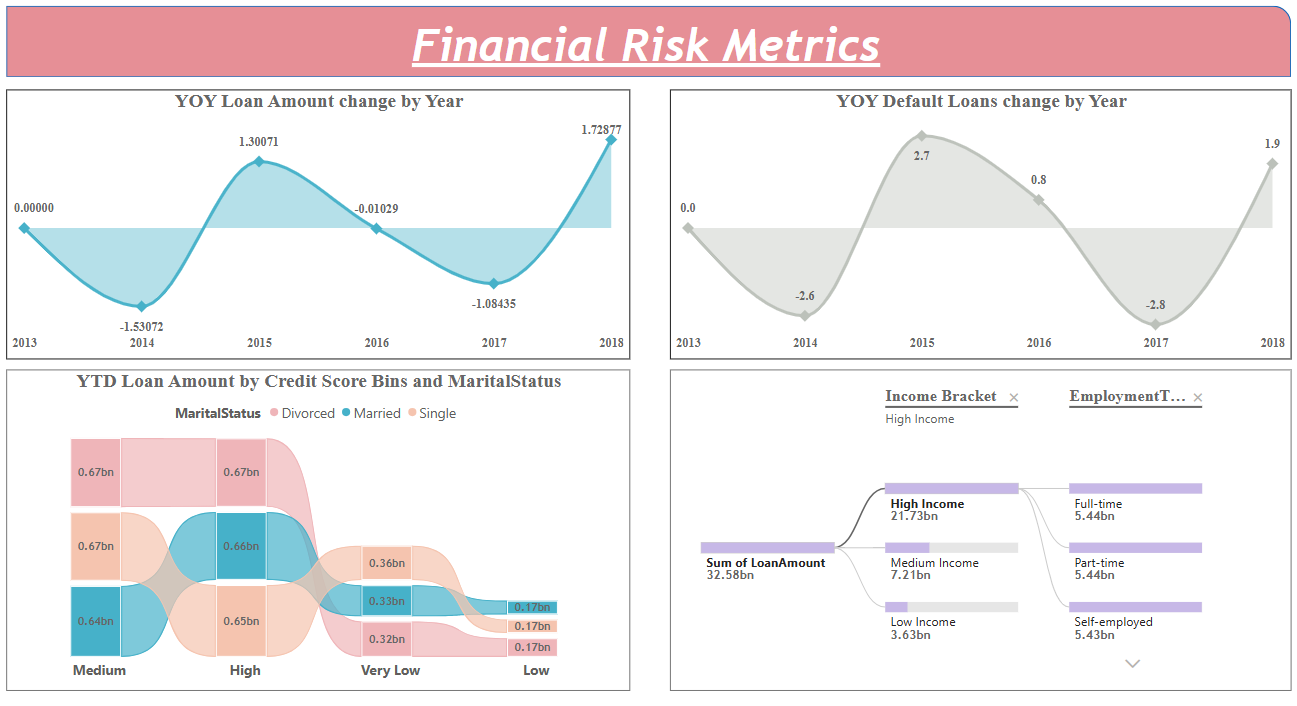 Financial Risk Metrics
YOY Loan Amount change by Year
0.00000
-1.53072
1.30071
-0.01029
-1.08435
1.72877
2013 2014 2015 2016 2017 2018
YOY Default Loans change by Year
0.0
-2.6
2.7
0.8
-2.8
1.9
2013 2014 2015 2016 2017 2018
YTD Loan Amount by Credit Score Bins and MaritalStatus
MaritalStatus Divorced Married Single
0.67bn 0.67bn
0.67bn 0.66bn 0.36bn
0.33bn 0.17bn
0.64bn 0.65bn 0.17bn
0.32bn 0.17bn
Medium High Very Low Low
Income Bracket × EmploymentT... ×
High Income
High Income Full-time
21.73bn 5.44bn
Sum of LoanAmount Medium Income Part-time
32.58bn 7.21bn 5.44bn
Low Income Self-employed
3.63bn 5.43bn